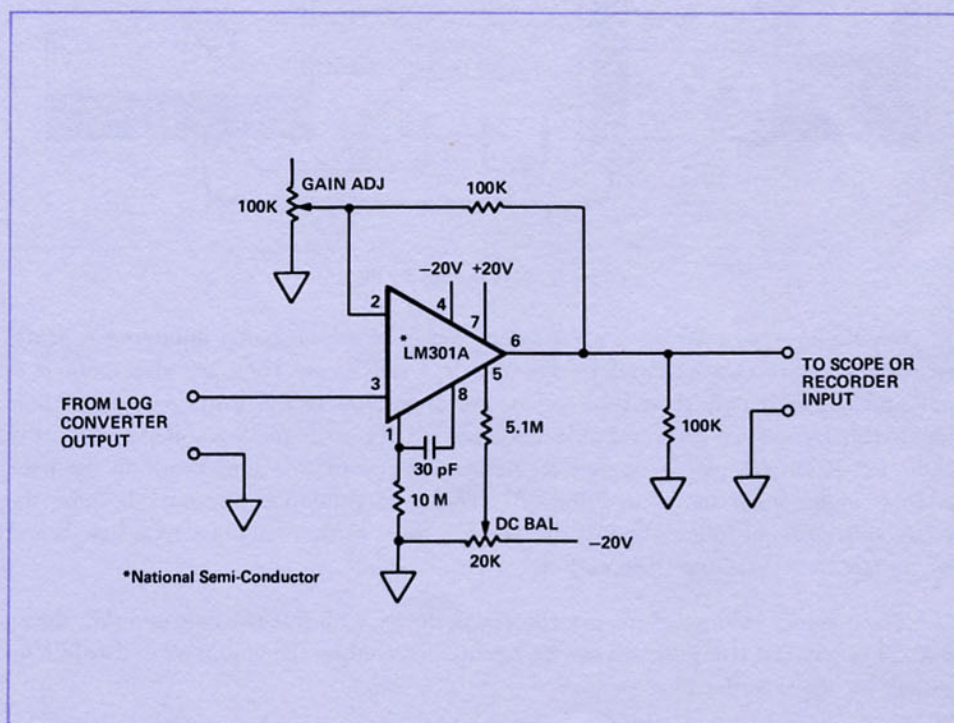 GAIN ADJ
100K
100K
–20V +20V
2
4
7
6
*
LM301A
5
3
8
1
FROM LOG
CONVERTER
OUTPUT
TO SCOPE OR
RECORDER
INPUT
5.1M
100K
30 pF
10 M
DC BAL
–20V
20K
*National Semi-Conductor